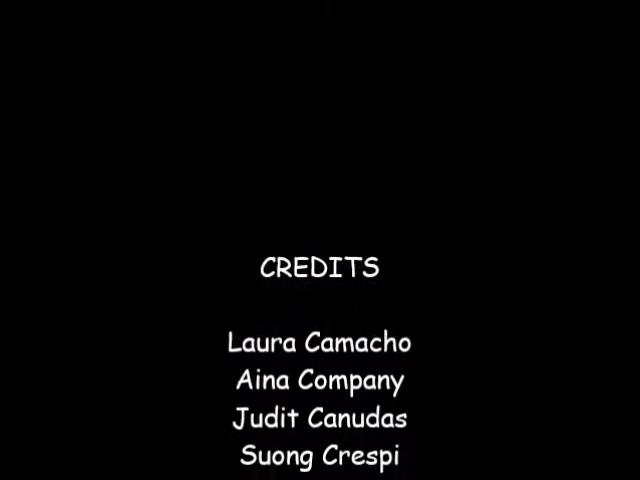 CREDITS
Laura Camacho
Aina Company
Judit Canudas
Suong Crespi